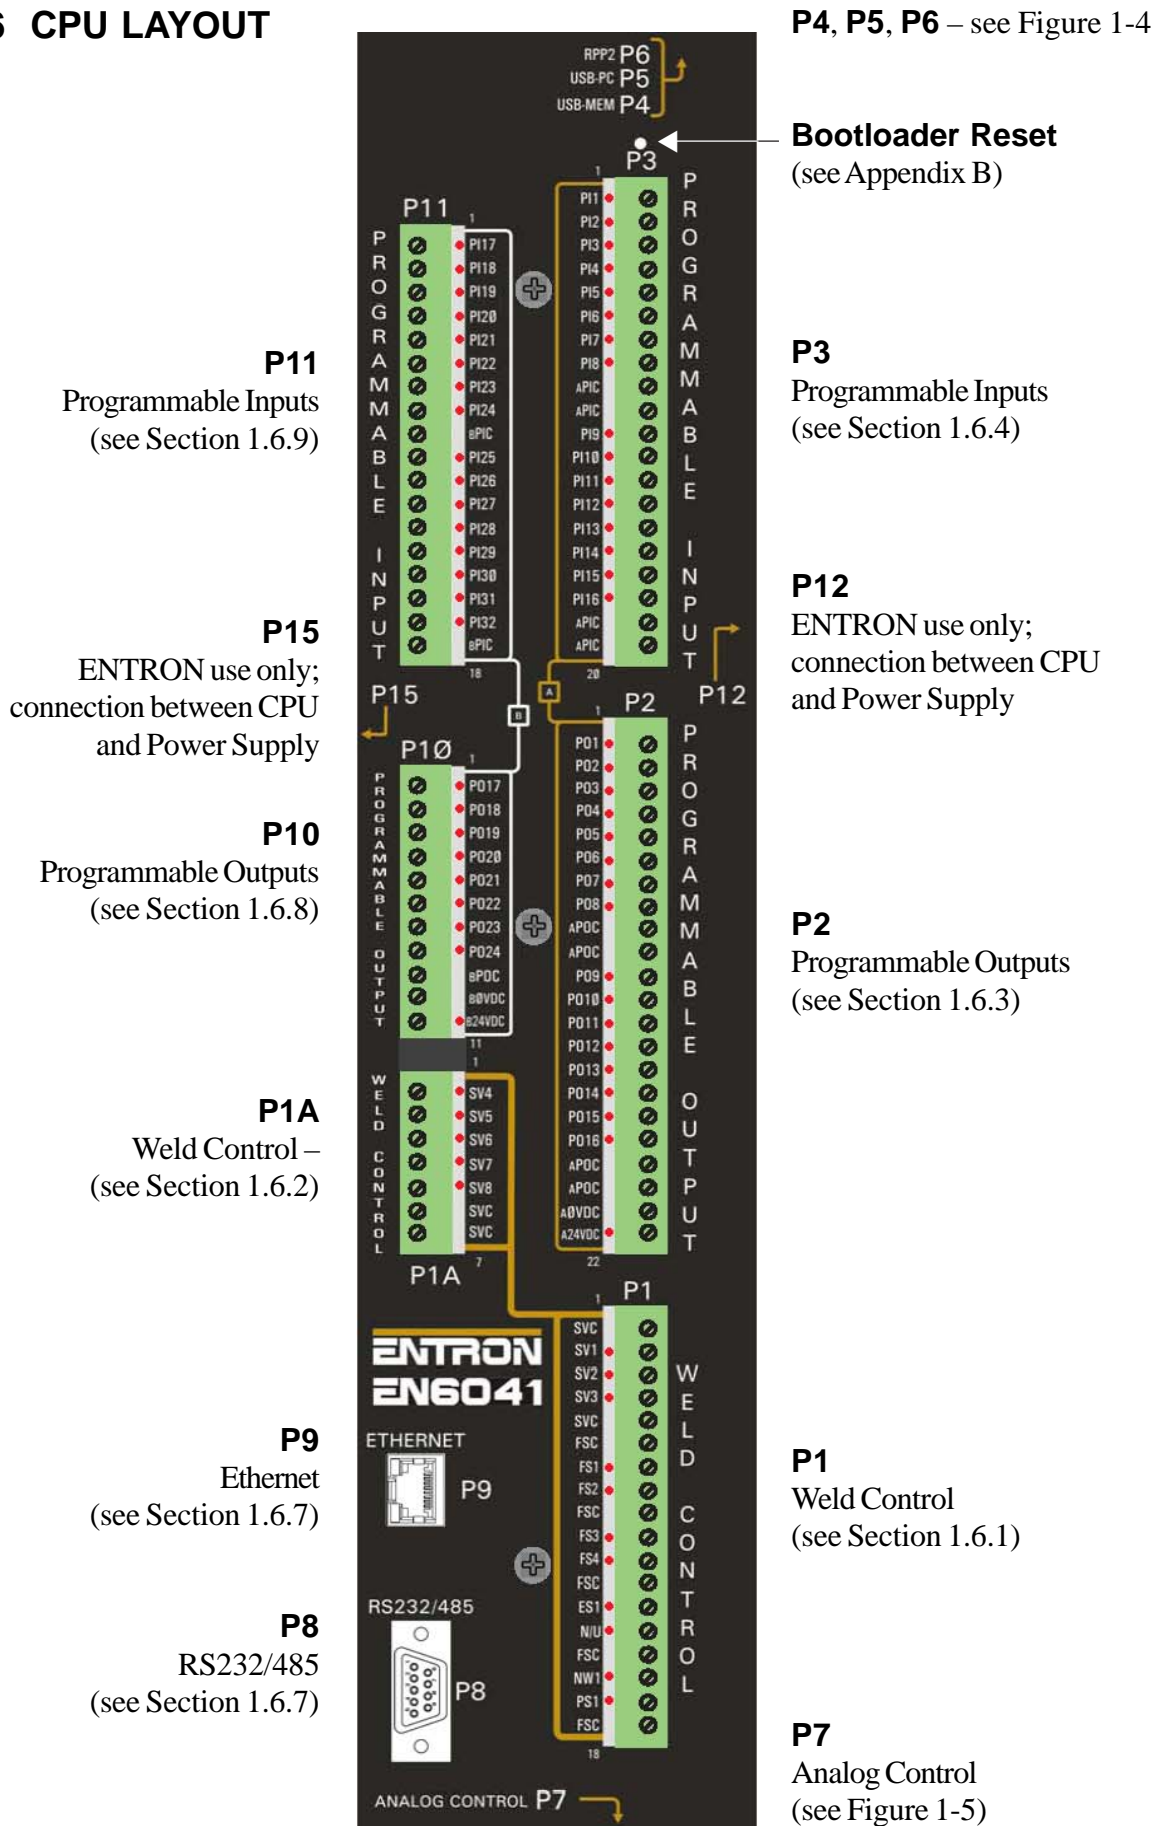 6 CPU LAYOUT
P4, P5, P6 – see Figure 1-4
RPP2 P6
USB-PC P5
USB-MEM P4
Bootloader Reset
(see Appendix B)
P11
Programmable Inputs
(see Section 1.6.9)
P15
ENTRON use only;
connection between CPU
and Power Supply
P10
Programmable Outputs
(see Section 1.6.8)
P1A
Weld Control –
(see Section 1.6.2)
P9
Ethernet
(see Section 1.6.7)
P8
RS232/485
(see Section 1.6.7)
P11
1
PROGRAMMABLE INPUT
PI17
PI18
PI19
PI20
PI21
PI22
PI23
PI24
BPIC
PI25
PI26
PI27
PI28
PI29
PI30
PI31
PI32
BPIC
18
P15
B
P1Ø
1
PROGRAMMABLE OUTPUT
PO17
PO18
PO19
PO20
PO21
PO22
PO23
PO24
BPOC
BØVDC
B24VDC
11
1
WELD CONTROL
SV4
SV5
SV6
SV7
SV8
SVC
SVC
7
P1A
ENTRON
EN6041
ETHERNET
P9
RS232/485
P8
ANALOG CONTROL P7
P3
1
PI1
PI2
PI3
PI4
PI5
PI6
PI7
PI8
APIC
APIC
PI9
PI10
PI11
PI12
PI13
PI14
PI15
PI16
APIC
APIC
20
PROGRAMMABLE INPUT
A
P12
P2
1
PO1
PO2
PO3
PO4
PO5
PO6
PO7
PO8
APOC
APOC
PO9
PO10
PO11
PO12
PO13
PO14
PO15
PO16
APOC
APOC
AØVDC
A24VDC
22
PROGRAMMABLE OUTPUT
P1
1
SVC
SV1
SV2
SV3
SVC
FSC
FS1
FS2
FSC
FS3
FS4
FSC
ES1
N/U
FSC
NW1
PS1
FSC
18
WELD CONTROL
P3
Programmable Inputs
(see Section 1.6.4)
P12
ENTRON use only;
connection between CPU
and Power Supply
P2
Programmable Outputs
(see Section 1.6.3)
P1
Weld Control
(see Section 1.6.1)
P7
Analog Control
(see Figure 1-5)